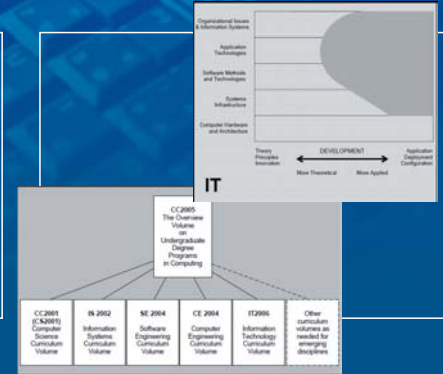 Organizational Issues
& Information Systems
Application
Technologies
Software Methods
and Technologies
Systems
Infrastructure
Computer Hardware
and Architecture
Theory
Principles
Innovation
DEVELOPMENT
Application
Deployment
Configuration
More Theoretical
More Applied
IT
CC2005
The Overview
Volume
on
Undergraduate
Degree
Programs
in Computing
CC2001
(CS2001)
Computer
Science
Curriculum
Volume
IS 2002
Information
Systems
Curriculum
Volume
SE 2004
Software
Engineering
Curriculum
Volume
CE 2004
Computer
Engineering
Curriculum
Volume
IT2006
Information
Technology
Curriculum
Volume
Other
curriculum
volumes as
needed for
emerging
disciplines